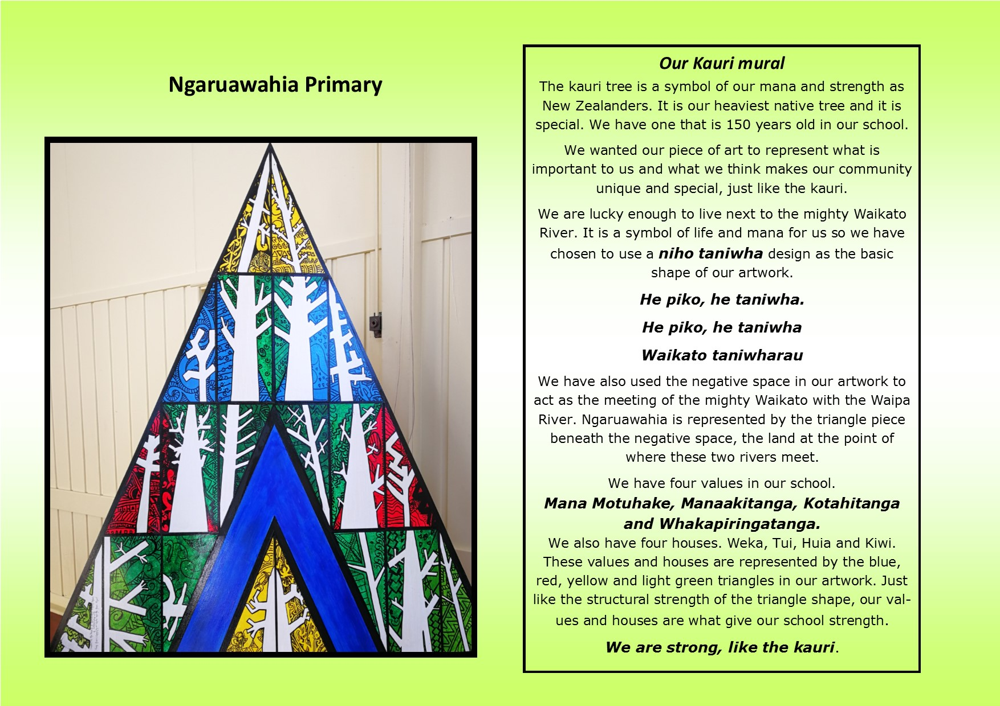 Ngaruawahia Primary
Our Kauri mural
The kauri tree is a symbol of our mana and strength as
New Zealanders. It is our heaviest native tree and it is
special. We have one that is 150 years old in our school.
We wanted our piece of art to represent what is
important to us and what we think makes our community
unique and special, just like the kauri.
We are lucky enough to live next to the mighty Waikato
River. It is a symbol of life and mana for us so we have
chosen to use a niho taniwha design as the basic
shape of our artwork.
He piko, he taniwha.
He piko, he taniwha
Waikato taniwharau
We have also used the negative space in our artwork to
act as the meeting of the mighty Waikato with the Waipa
River. Ngaruawahia is represented by the triangle piece
beneath the negative space, the land at the point of
where these two rivers meet.
We have four values in our school.
Mana Motuhake, Manaakitanga, Kotahitanga
and Whakapiringatanga.
We also have four houses. Weka, Tui, Huia and Kiwi.
These values and houses are represented by the blue,
red, yellow and light green triangles in our artwork. Just
like the structural strength of the triangle shape, our val-
ues and houses are what give our school strength.
We are strong, like the kauri.